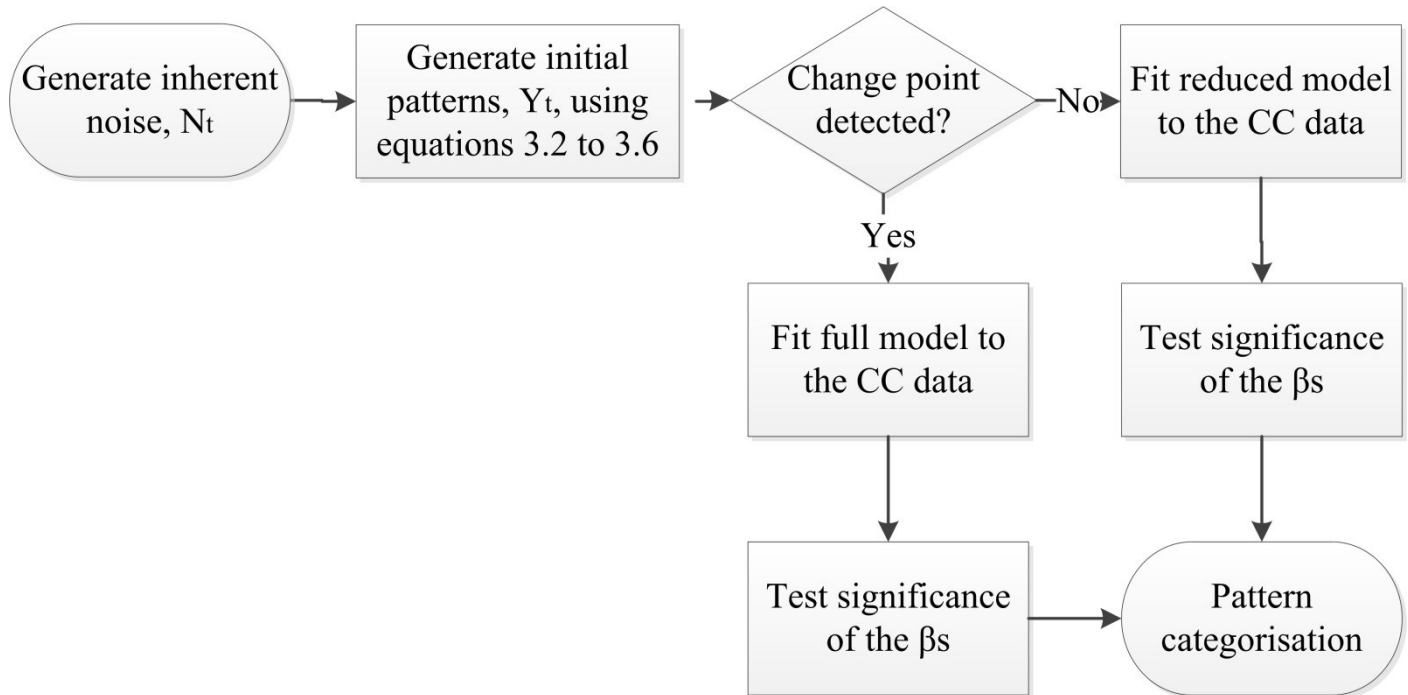 Generate inherent
noise, Nt
Generate initial
patterns, Yt, using
equations 3.2 to 3.6
Change point
detected?
No
Fit reduced model
to the CC data
Yes
Fit full model to
the CC data
Test significance
of the βs
Test significance
of the βs
Pattern
categorisation